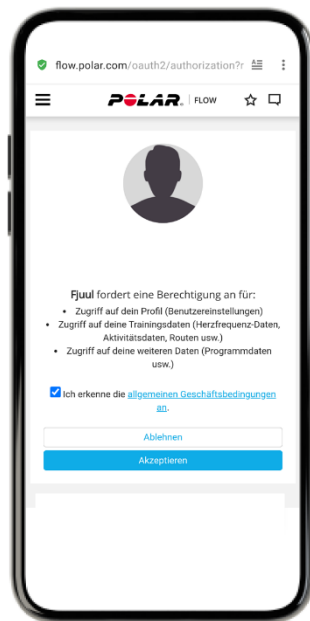 flow.polar.com/oauth2/authorization?r
POLAR. | FLOW
Fjuul fordert eine Berechtigung an für:
• Zugriff auf dein Profil (Benutzereinstellungen)
• Zugriff auf deine Trainingsdaten (Herzfrequenz-Daten,
Aktivitätsdaten, Routen usw.)
• Zugriff auf deine weiteren Daten (Programmdaten
usw.)
Ich erkenne die allgemeinen Geschäftsbedingungen
an.
Ablehnen
Akzeptieren